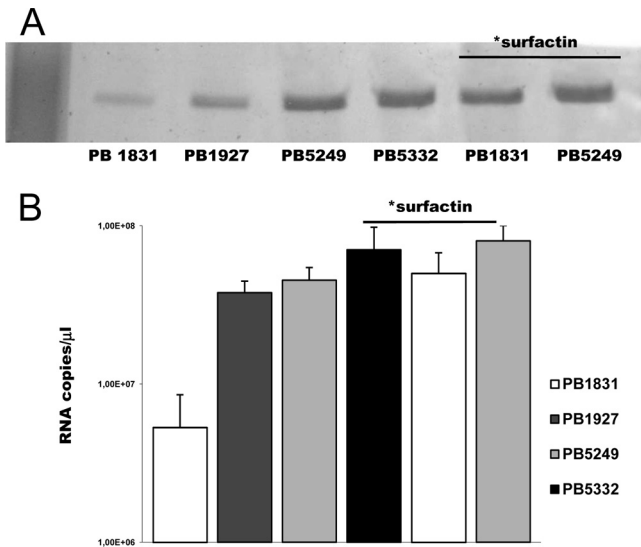 A
*surfactin
PB 1831 PB1927 PB5249 PB5332 PB1831 PB5249
B
*surfactin
1,00E+08
1,00E+07
1,00E+06
RNA copies/µl
PB1831
PB1927
PB5249
PB5332